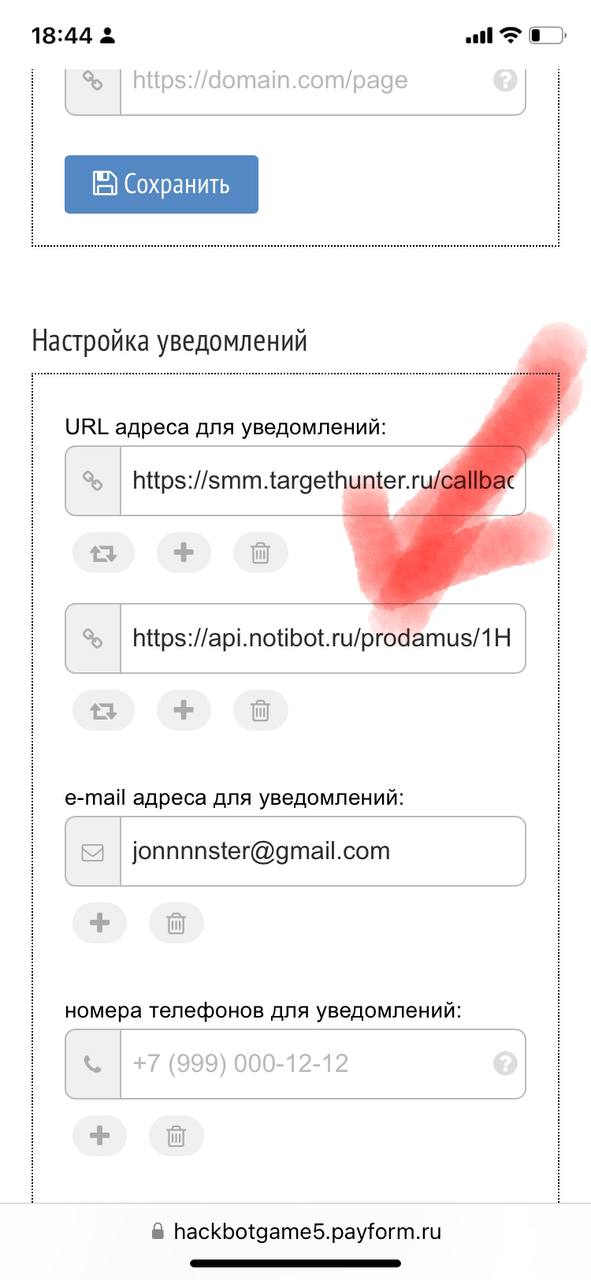 18:44
https://domain.com/page
Сохранить
Настройка уведомлений
URL адреса для уведомлений:
https://smm.targethunter.ru/callbac
https://api.notibot.ru/prodamus/1H
e-mail адреса для уведомлений:
jonnnnster@gmail.com
номера телефонов для уведомлений:
+7 (999) 000-12-12
hackbotgame5.payform.ru